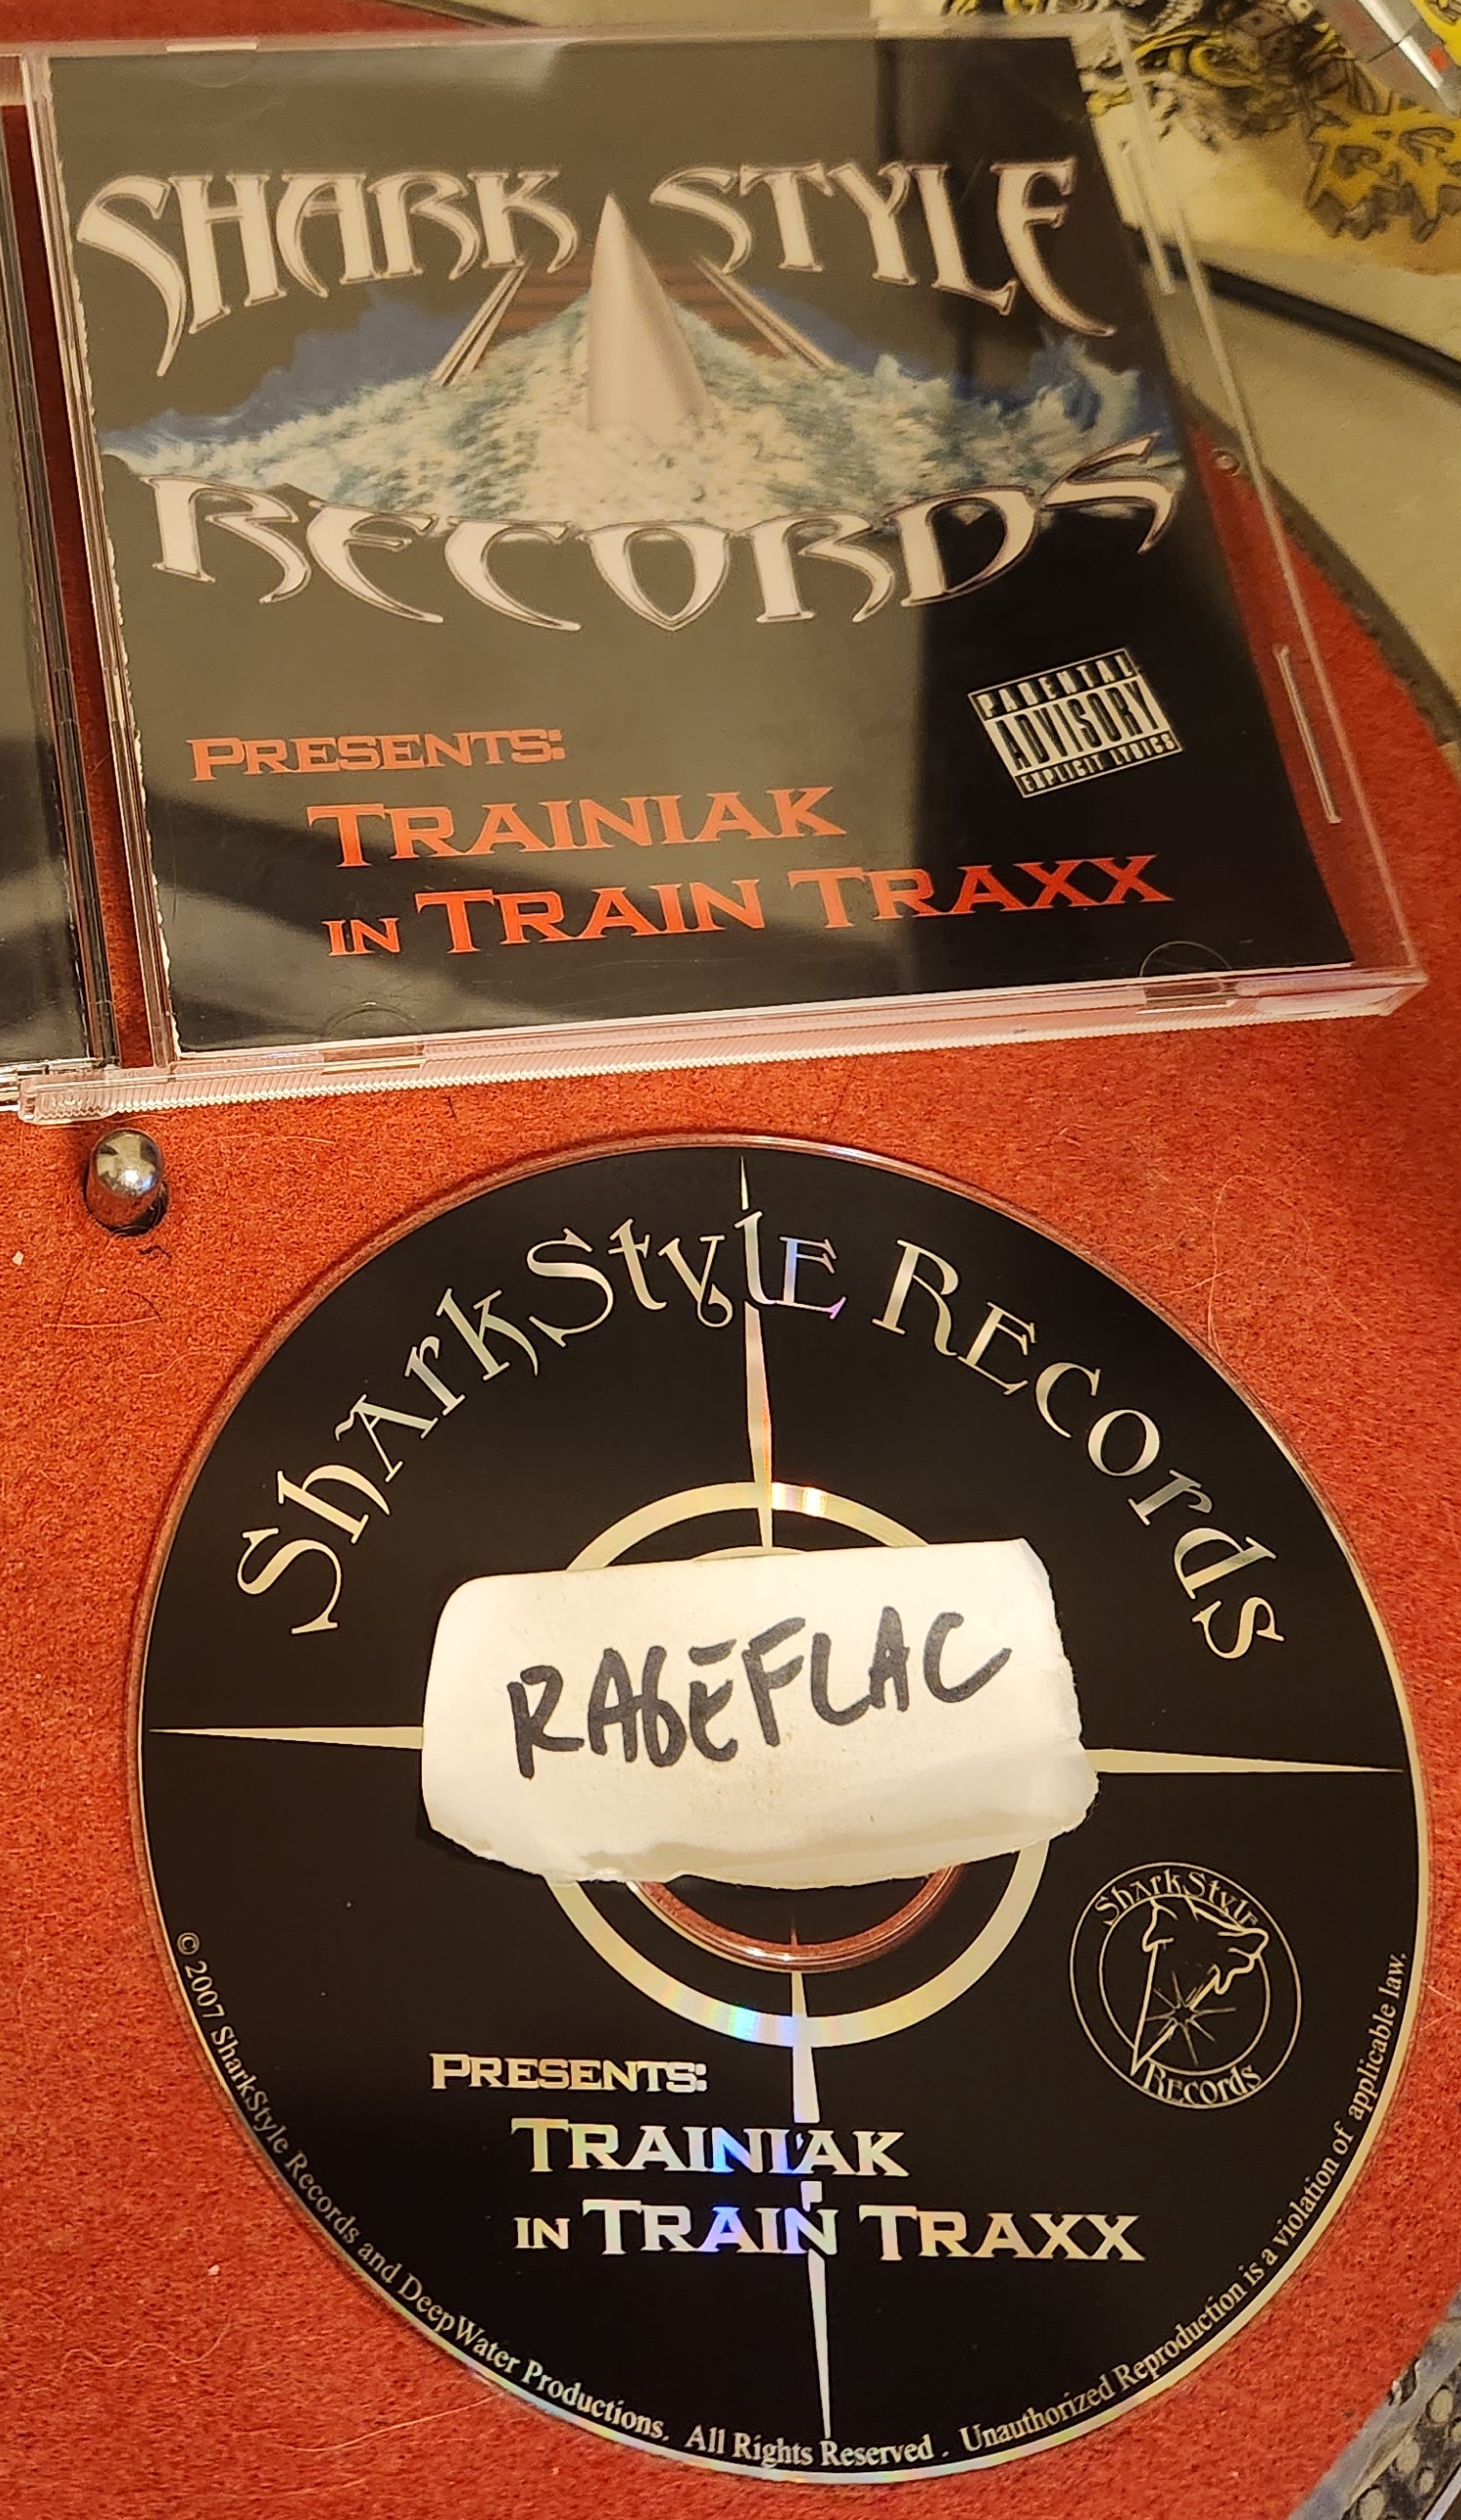 SHARK STYLE
RECORDS
PARENTAL
ADVISORY
EXPLICIT LYRICS
PRESENTS:
TRAINIAK
IN TRAIN TRAXX
SharkStyle Records
RAGEFLAC
SharkStyle
Records
PRESENTS:
TRAINIAK
IN TRAIN TRAXX
© 2007 SharkStyle Records and DeepWater Productions. All Rights Reserved. Unauthorized Reproduction is a violation of applicable law.